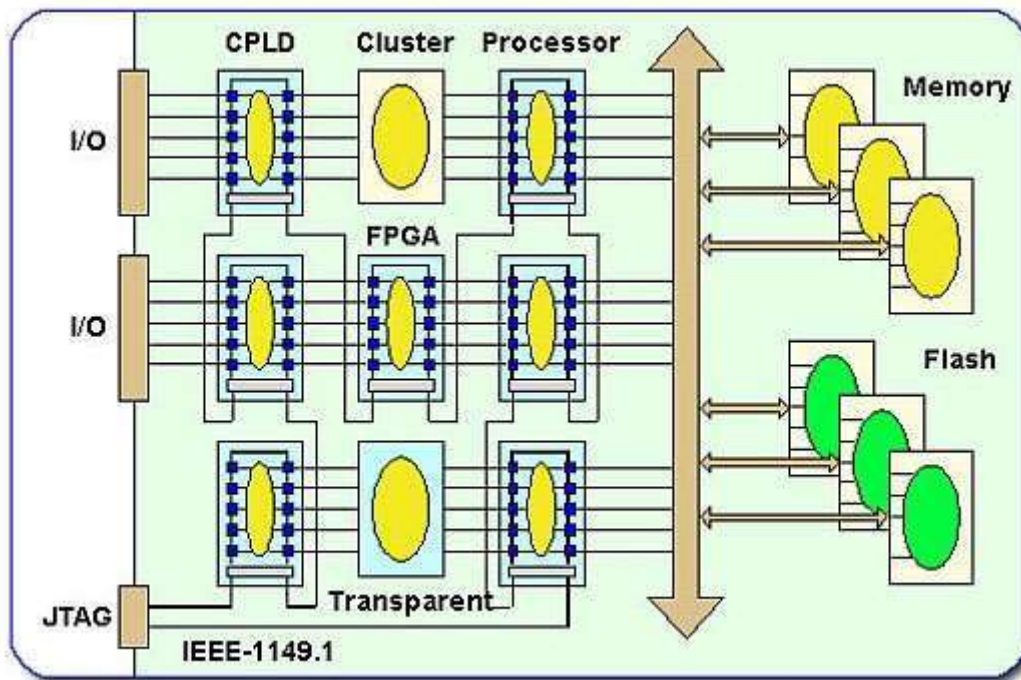 CPLD
Cluster
Processor
Memory
I/O
FPGA
I/O
Flash
Transparent
JTAG
IEEE-1149.1